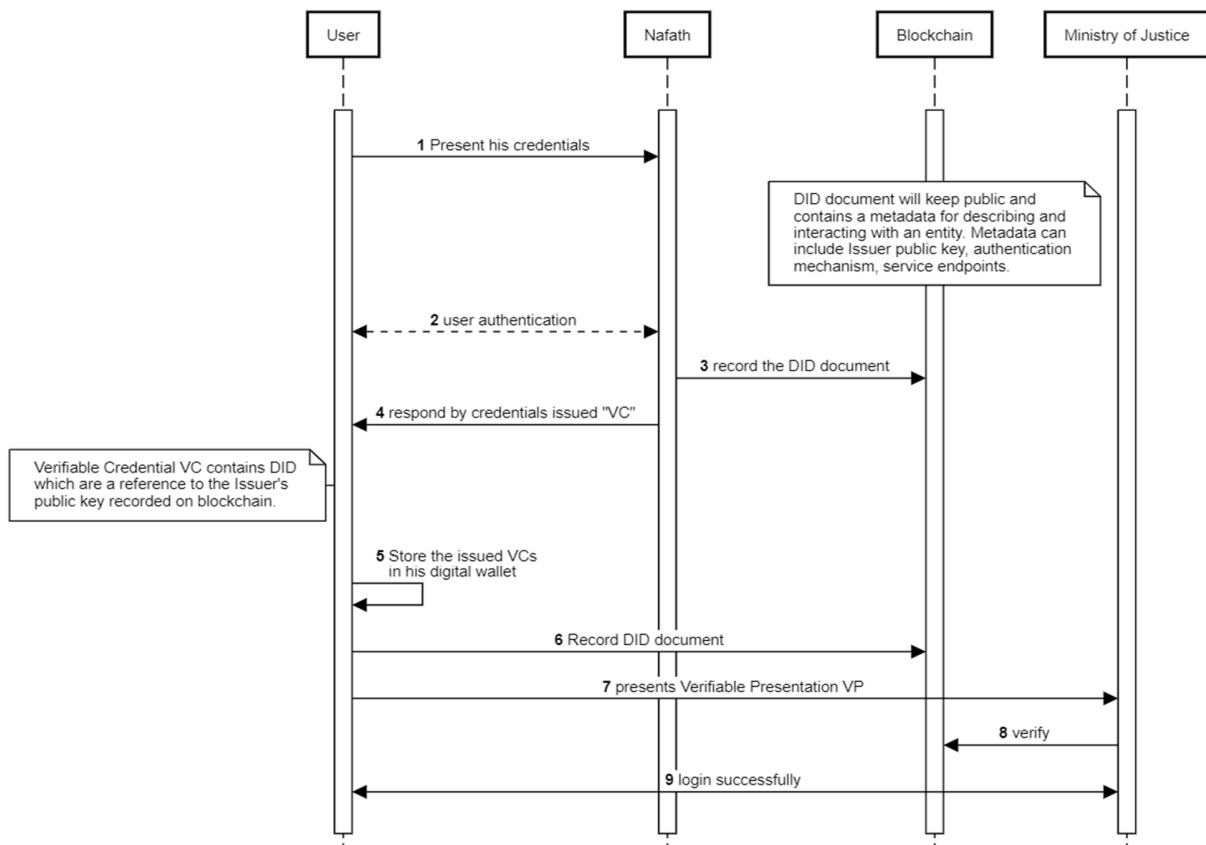 User
Nafath
Blockchain
Ministry of Justice
1 Present his credentials
DID document will keep public and
contains a metadata for describing and
interacting with an entity. Metadata can
include Issuer public key, authentication
mechanism, service endpoints.
2 user authentication
3 record the DID document
4 respond by credentials issued "VC"
Verifiable Credential VC contains DID
which are a reference to the Issuer's
public key recorded on blockchain.
5 Store the issued VCs
in his digital wallet
6 Record DID document
7 presents Verifiable Presentation VP
8 verify
9 login successfully